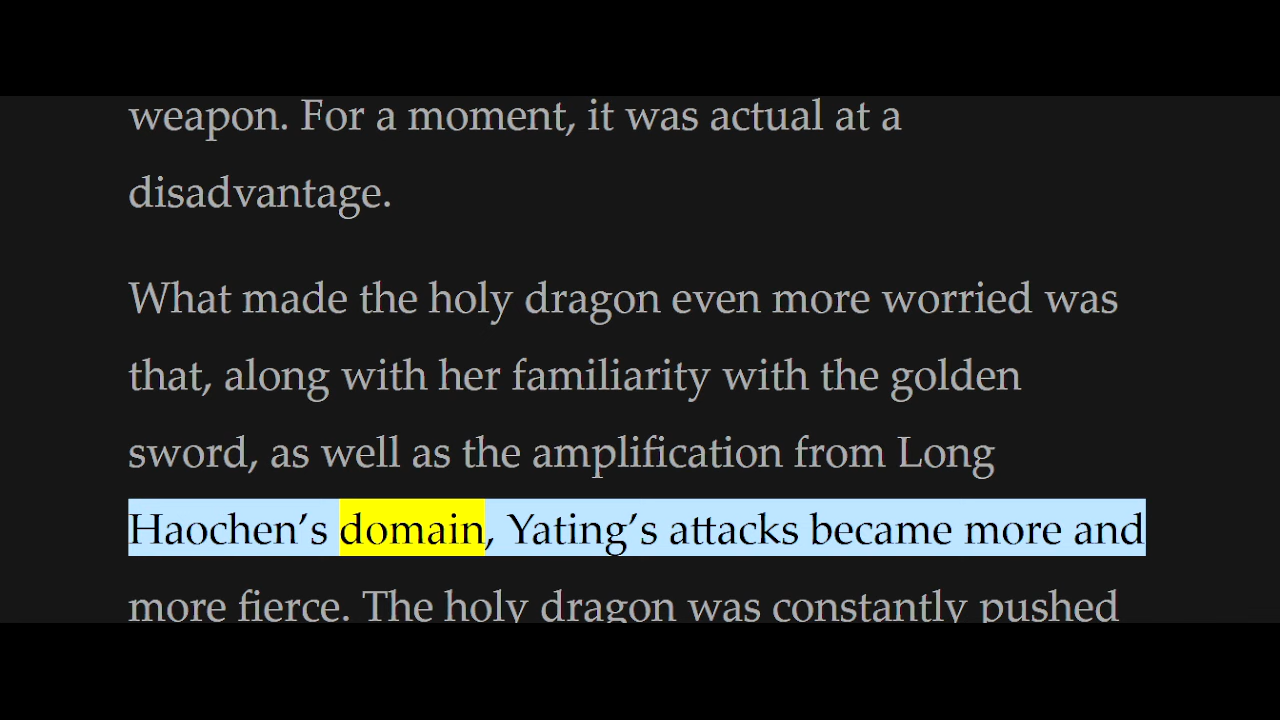 weapon. For a moment, it was actual at a
disadvantage.
What made the holy dragon even more worried was
that, along with her familiarity with the golden
sword, as well as the amplification from Long
Haochen’s domain, Yating’s attacks became more and
more fierce. The holy dragon was constantly pushed